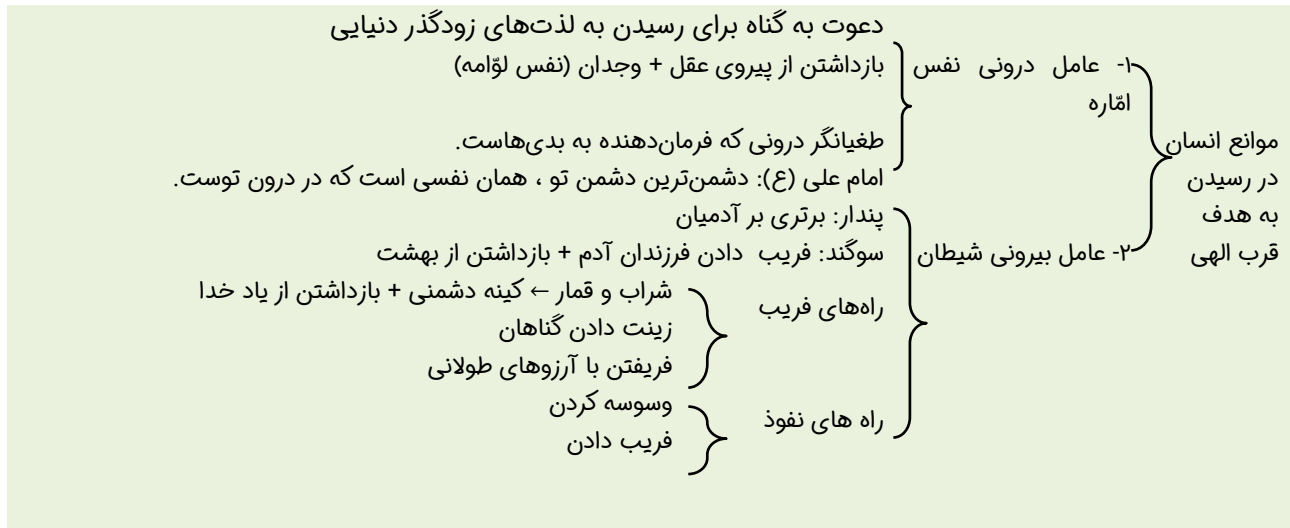 دعوت به گناه برای رسیدن به لذت‌های زودگذر دنیایی
۱- عامل درونی نفس امّاره
بازداشتن از پیروی عقل + وجدان (نفس لوّامه)
طغیانگر درونی که فرمان‌دهنده به بدی‌هاست.
امام علی (ع): دشمن‌ترین دشمن تو ، همان نفسی است که در درون توست.
موانع انسان
در رسیدن
به هدف
قرب الهی
۲- عامل بیرونی شیطان
پندار: برتری بر آدمیان
سوگند: فریب دادن فرزندان آدم + بازداشتن از بهشت
راه‌های فریب
شراب و قمار ← کینه دشمنی + بازداشتن از یاد خدا
زینت دادن گناهان
فریفتن با آرزوهای طولانی
راه های نفوذ
وسوسه کردن
فریب دادن